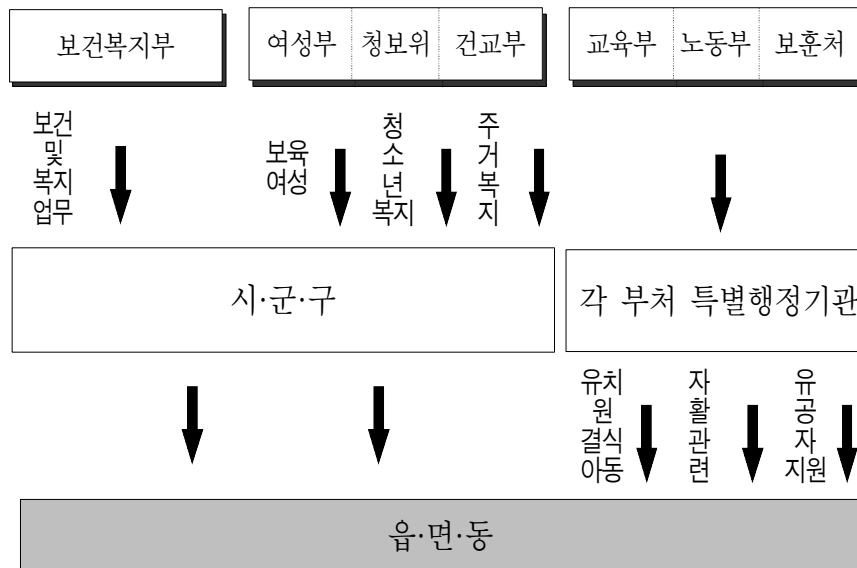 보건복지부
여성부 청보위 건교부
교육부 노동부 보훈처
보건
및
복지
업무
보육
여성
청
소
년
복지
주
거
복
지
시·군·구
각 부처 특별행정기관
유치
원
결식
아동
자
활
관
련
유
공
자
지원
읍·면·동